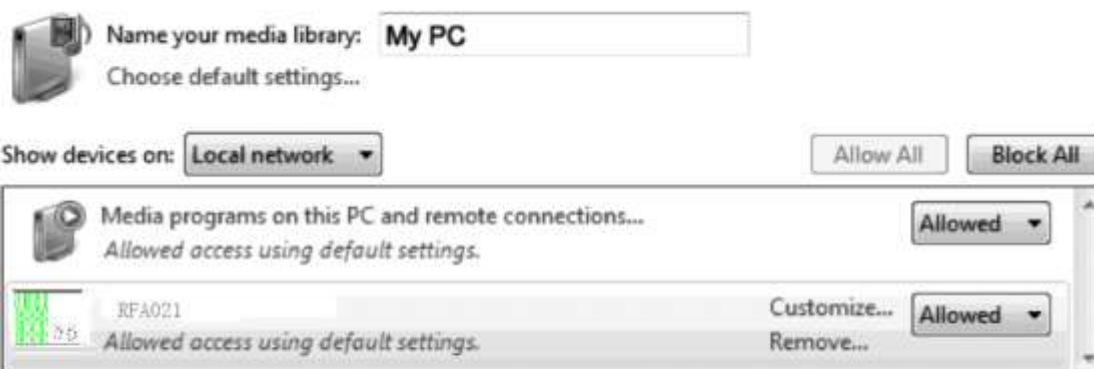 Name your media library: My PC
Choose default settings...
Show devices on: Local network Allow All Block All
Media programs on this PC and remote connections... Allowed
Allowed access using default settings.
RFA021 Customize... Allowed
Allowed access using default settings. Remove...